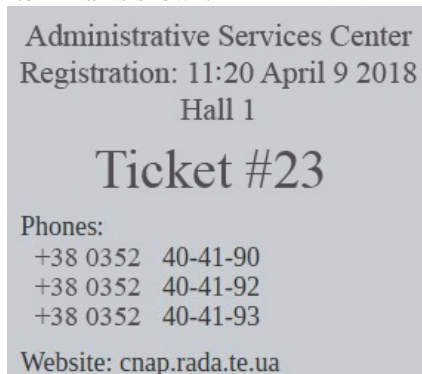 Administrative Services Center
Registration: 11:20 April 9 2018
Hall 1
Ticket #23
Phones:
+38 0352 40-41-90
+38 0352 40-41-92
+38 0352 40-41-93
Website: cnap.rada.te.ua